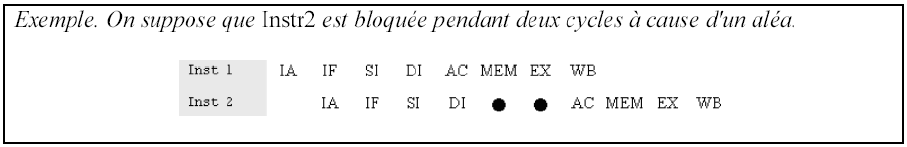 Exemple. On suppose que Instr2 est bloquée pendant deux cycles à cause d'un aléa.
Inst 1 IA IF SI DI AC MEM EX WB
Inst 2 IA IF SI DI ● ● AC MEM EX WB